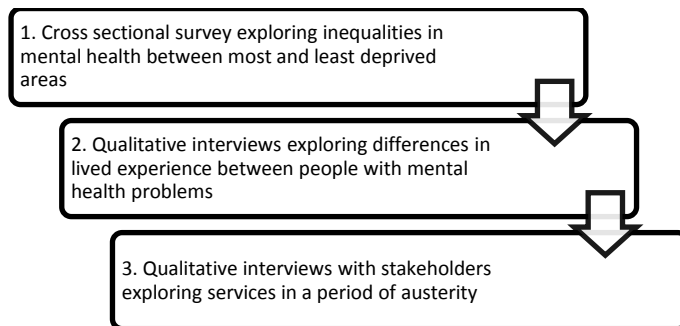 1. Cross sectional survey exploring inequalities in
mental health between most and least deprived
areas
2. Qualitative interviews exploring differences in
lived experience between people with mental
health problems
3. Qualitative interviews with stakeholders
exploring services in a period of austerity